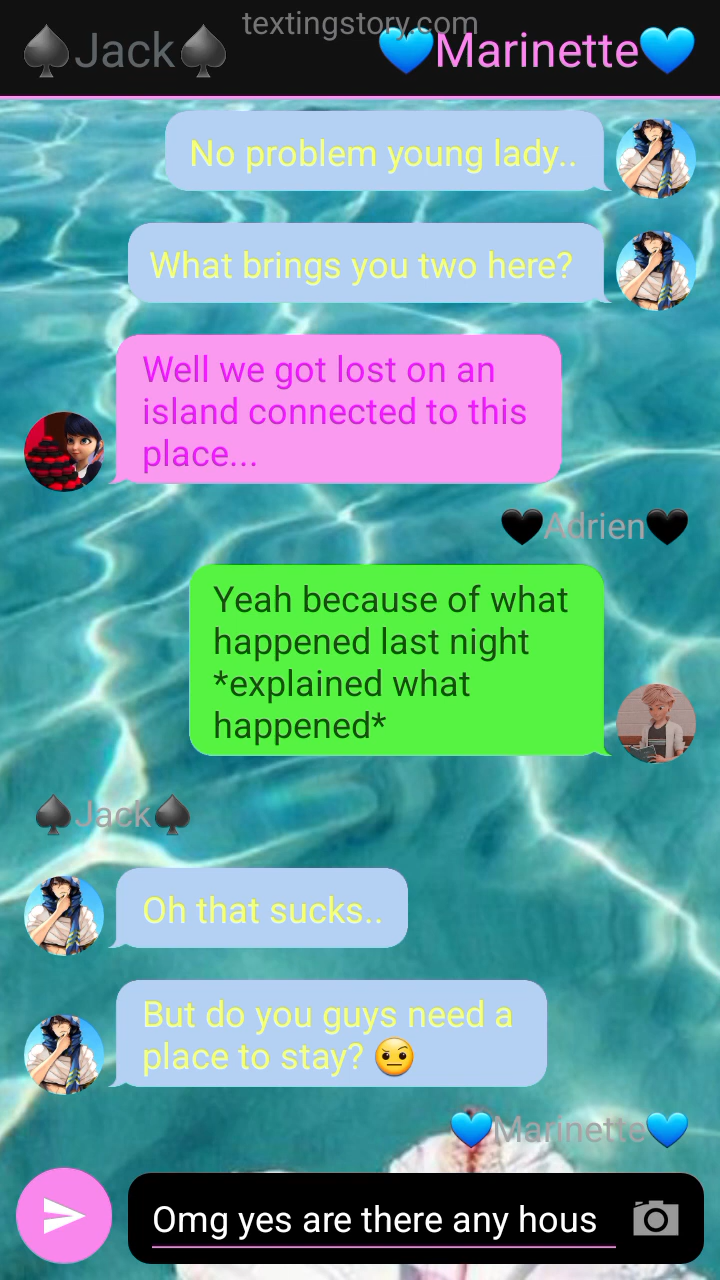 textingstory.com
♠Jack♠ 💙Marinette💙
No problem young lady..
What brings you two here?
Well we got lost on an
island connected to this
place...
🖤Adrien🖤
Yeah because of what
happened last night
*explained what
happened*
♠Jack♠
Oh that sucks..
But do you guys need a
place to stay? 🤨
💙Marinette💙
Omg yes are there any hous